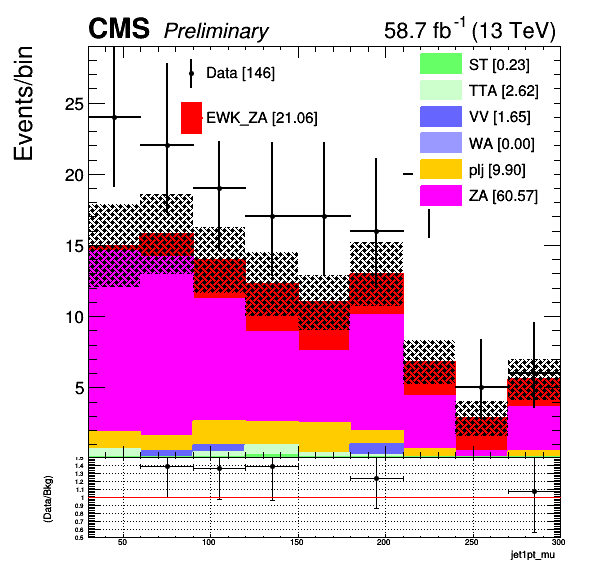 CMS Preliminary 58.7 fb⁻¹ (13 TeV)
Events/bin
Data [146]
EWK_ZA [21.06]
ST [0.23]
TTA [2.62]
VV [1.65]
WA [0.00]
plj [9.90]
ZA [60.57]
25
20
15
10
5
(Data/Bkg)
1.5
1.4
1.3
1.2
1.1
1
0.9
0.8
0.7
0.6
0.5
50 100 150 200 250 300
jet1pt_mu